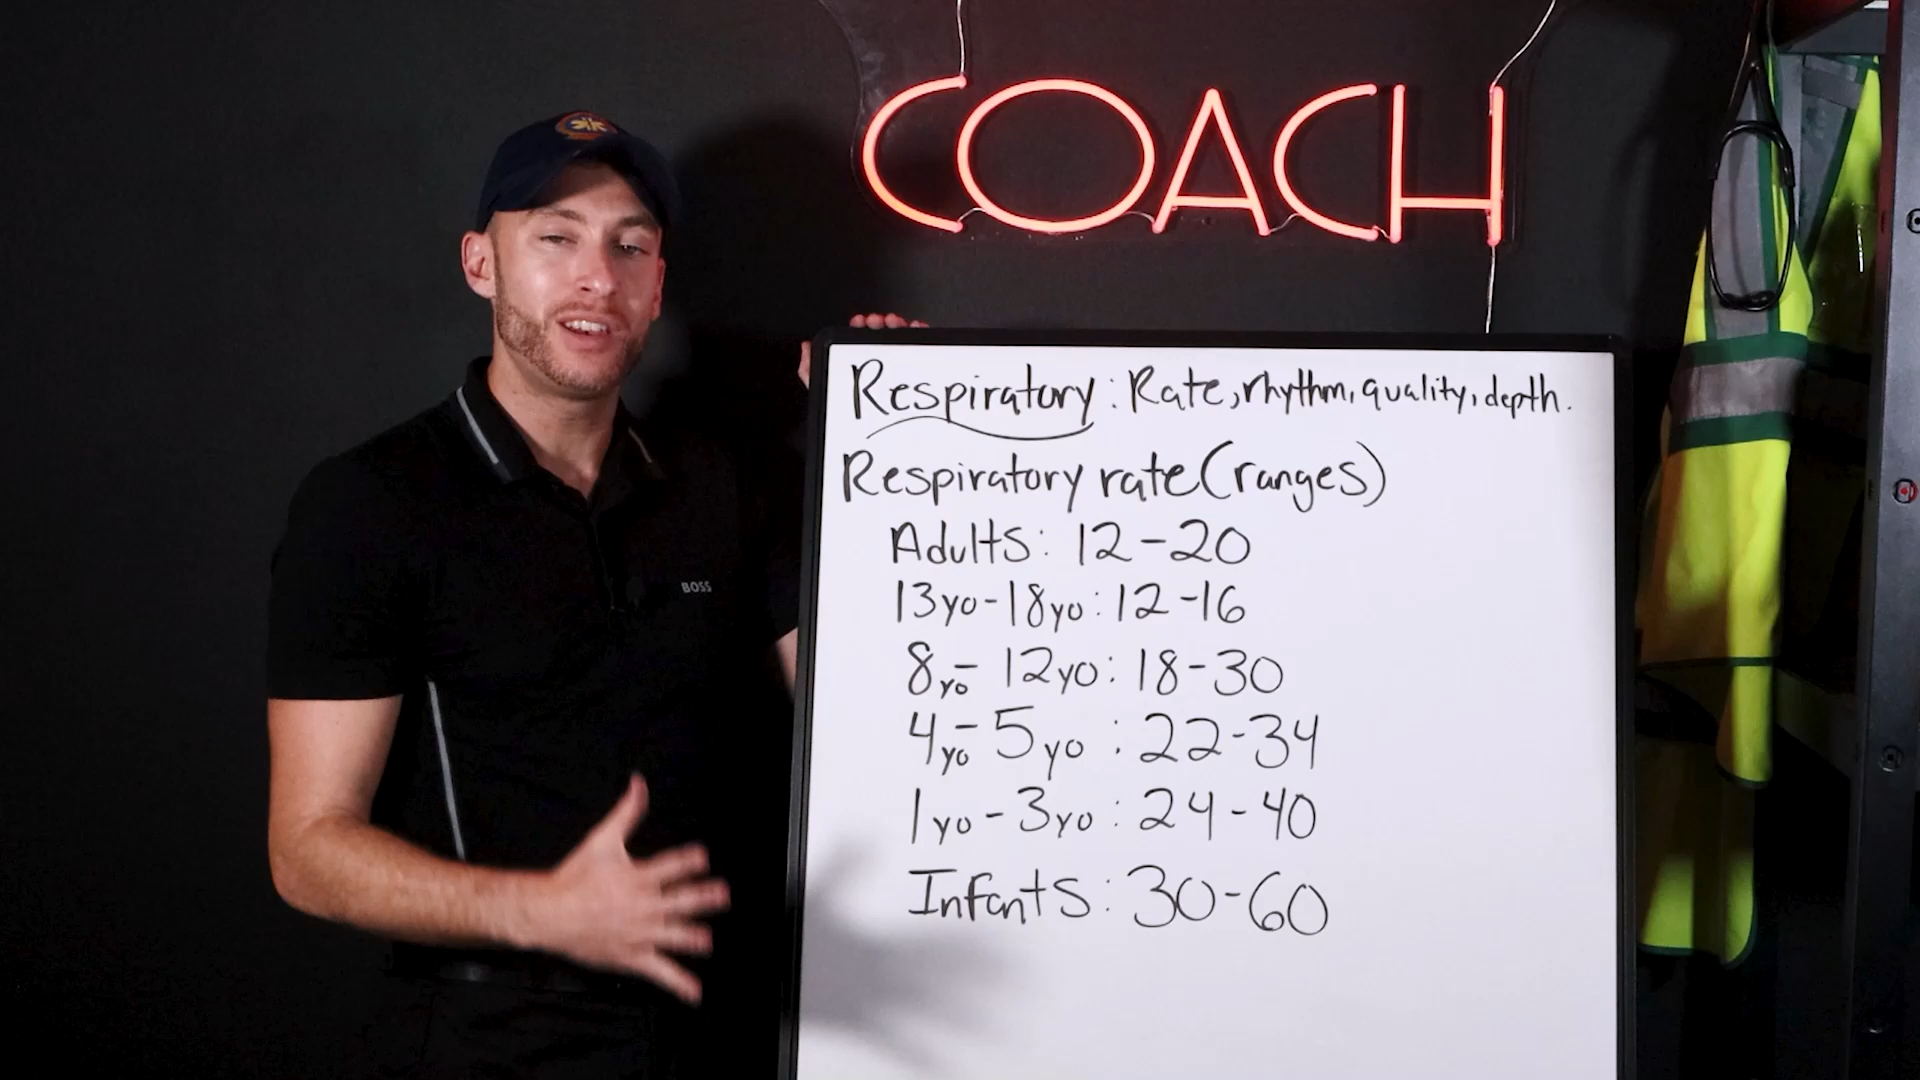 COACH
BOSS
Respiratory: Rate, rhythm, quality, depth.
Respiratory rate (ranges)
Adults: 12-20
13yo-18yo: 12-16
8yo-12yo: 18-30
4yo-5yo: 22-34
1yo-3yo: 24-40
Infants: 30-60